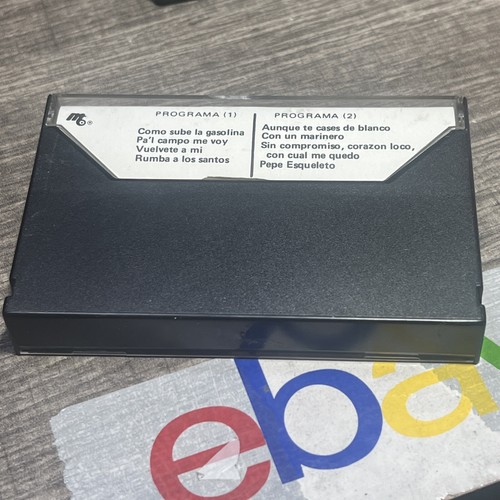 PROGRAMA (1)
Como sube la gasolina
Pa'l campo me voy
Vuelvete a mi
Rumba a los santos
PROGRAMA (2)
Aunque te cases de blanco
Con un marinero
Sin compromiso, corazon loco,
con cual me quedo
Pepe Esqueleto
eba